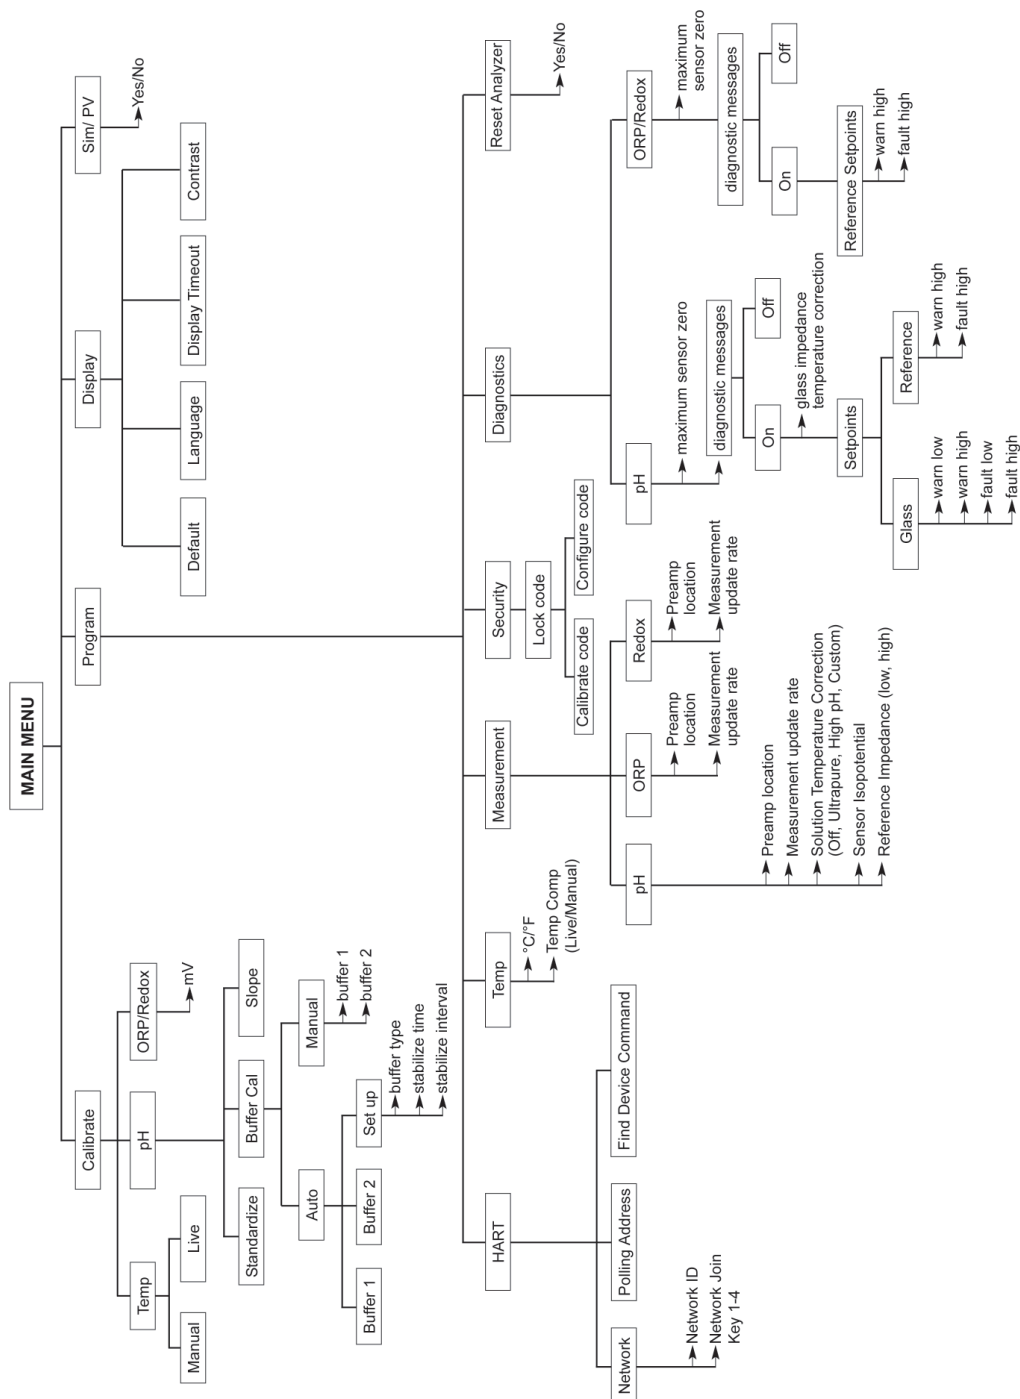 MAIN MENU
Calibrate
Program
Display
Sim/ PV
Yes/No
Temp
pH
ORP/Redox
mV
Manual
Live
Standardize
Buffer Cal
Slope
Auto
Manual
buffer 1
buffer 2
Buffer 1
Buffer 2
Set up
buffer type
stabilize time
stabilize interval
Default
Language
Display Timeout
Contrast
HART
Temp
Measurement
Security
Diagnostics
Reset Analyzer
Yes/No
Network
Polling Address
Find Device Command
Network ID
Network Join
Key 1-4
°C/°F
Temp Comp
(Live/Manual)
pH
ORP
Redox
Preamp location
Measurement update rate
Solution Temperature Correction
(Off, Ultrapure, High pH, Custom)
Sensor Isopotential
Reference Impedance (low, high)
Preamp
location
Measurement
update rate
Preamp
location
Measurement
update rate
Lock code
Calibrate code
Configure code
pH
maximum sensor zero
diagnostic messages
On
Off
glass impedance
temperature correction
Setpoints
Glass
Reference
warn low
warn high
fault low
fault high
warn high
fault high
ORP/Redox
maximum
sensor zero
diagnostic messages
On
Off
Reference Setpoints
warn high
fault high